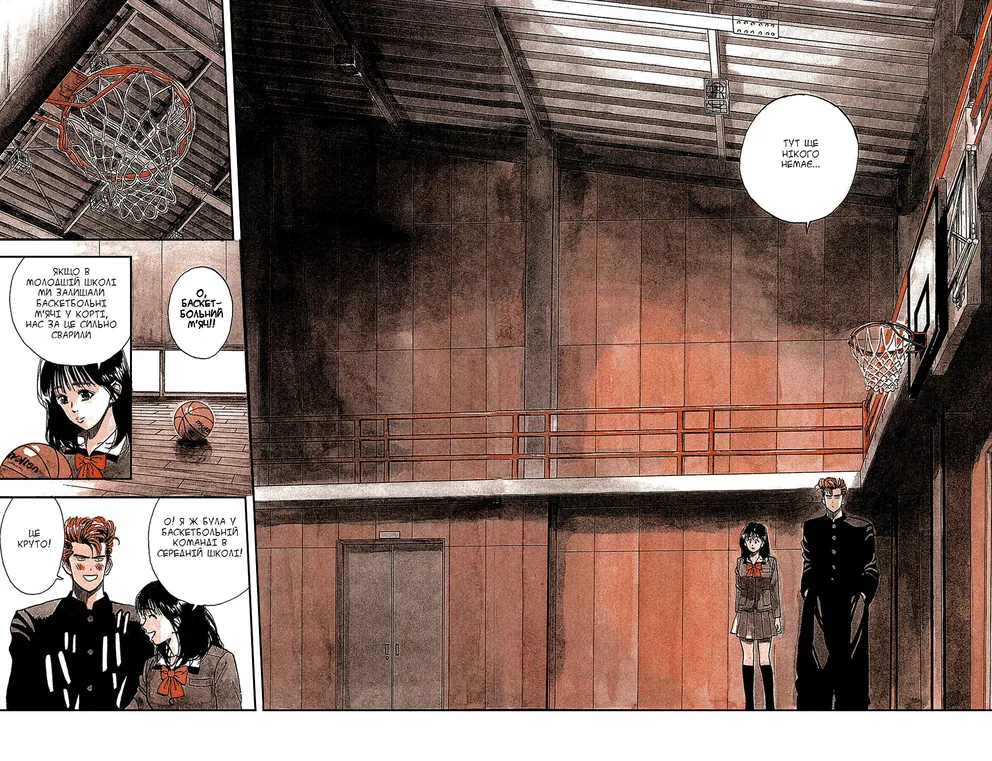 ТУТ ЩЕ
НІКОГО
НЕМАЄ...
О,
БАСКЕТ-
БОЛЬНИЙ
М'ЯЧ!!
ЯКЩО В
МОЛОДШІЙ ШКОЛІ
МИ ЗАЛИШАЛИ
БАСКЕТБОЛЬНІ
М'ЯЧІ У КОРТІ,
НАС ЗА ЦЕ СИЛЬНО
СВАРИЛИ
molten
О! Я Ж БУЛА У
БАСКЕТБОЛЬНІЙ
КОМАНДІ В
СЕРЕДНІЙ ШКОЛІ!
ЦЕ
КРУТО!